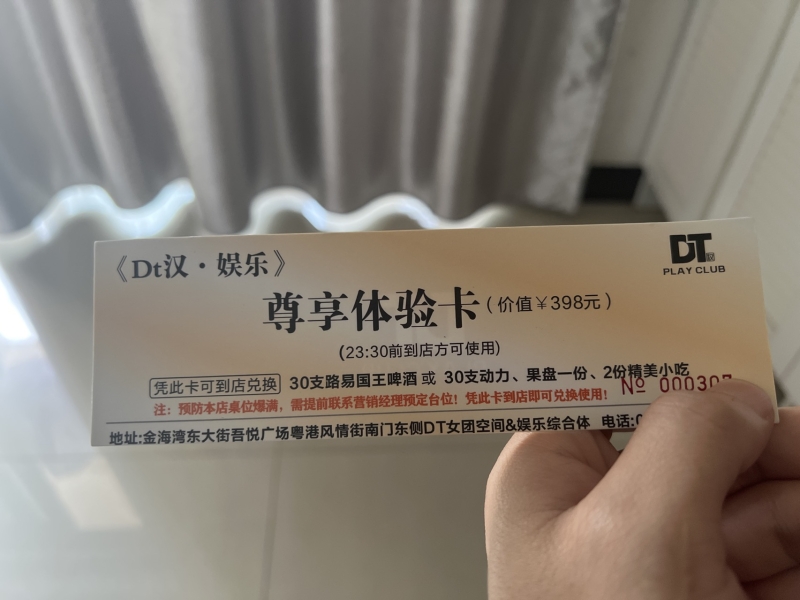 《Dt汉·娱乐》
DT
PLAY CLUB
尊享体验卡（价值￥398元）
(23:30前到店方可使用)
凭此卡可到店兑换 30支路易国王啤酒 或 30支动力、果盘一份、2份精美小吃
注：预防本店桌位爆满，需提前联系营销经理预定台位！凭此卡到店即可兑换使用！
№ 000307
地址:金海湾东大街吾悦广场粤港风情街南门东侧DT女团空间&娱乐综合体 电话: